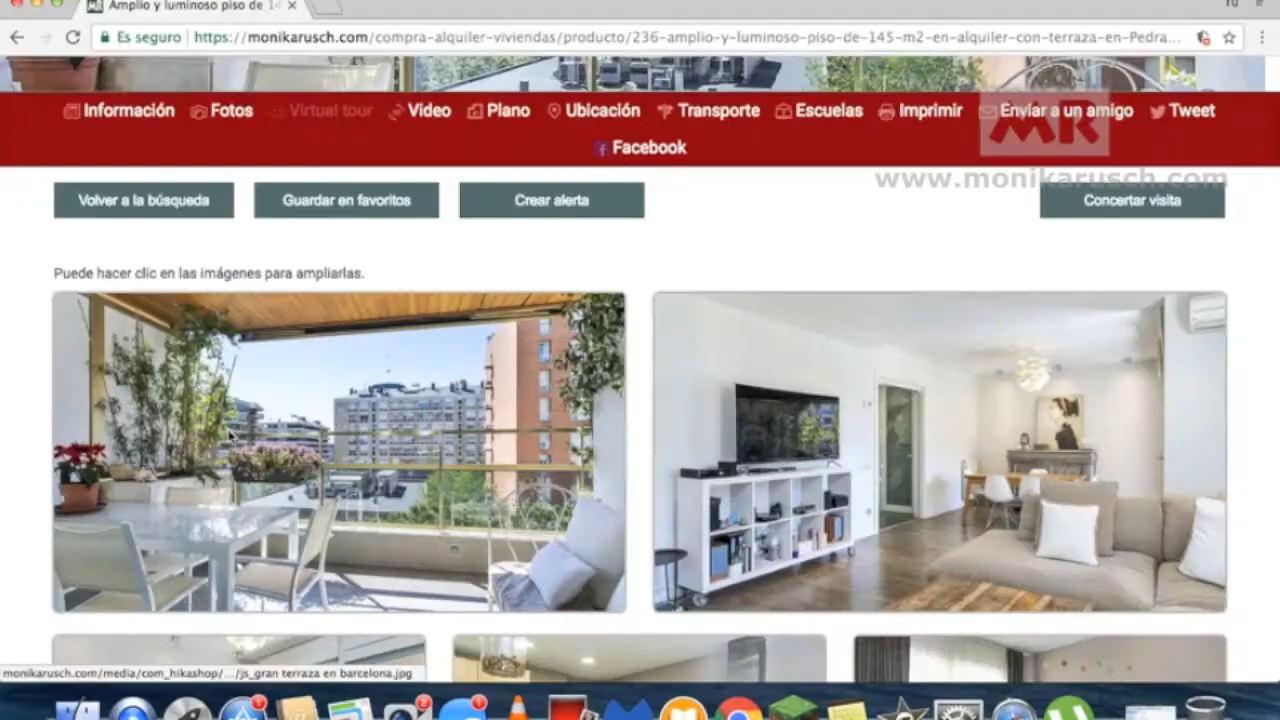 Amplio y luminoso piso de 14
Es seguro https://monikarusch.com/compra-alquiler-viviendas/producto/236-amplio-y-luminoso-piso-de-145-m2-en-alquiler-con-terraza-en-Pedra...
Información Fotos Virtual tour Video Plano Ubicación Transporte Escuelas Imprimir Enviar a un amigo Tweet
MR
Facebook
www.monikarusch.com
Volver a la búsqueda Guardar en favoritos Crear alerta Concertar visita
Puede hacer clic en las imágenes para ampliarlas.
monikarusch.com/media/com_hikashop/.../js_gran terraza en barcelona.jpg
1 2 1